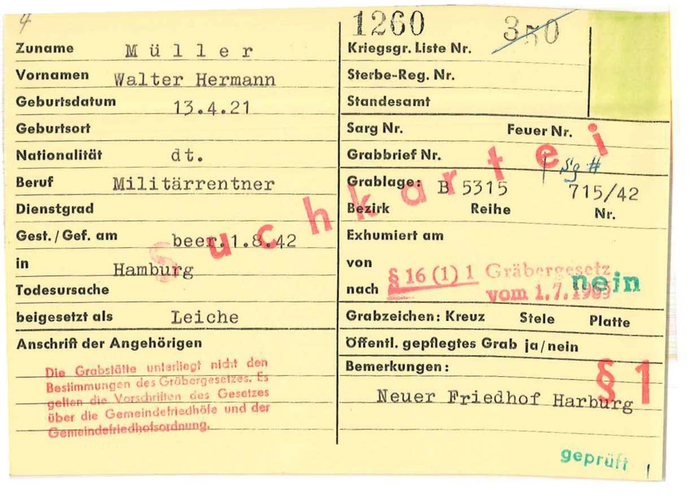 4
1260
350
Zuname Müller
Vornamen Walter Hermann
Geburtsdatum 13.4.21
Geburtsort
Nationalität dt.
Beruf Militärrentner
Dienstgrad
Gest. / Gef. am beer.1.8.42
in Hamburg
Todesursache
beigesetzt als Leiche
Anschrift der Angehörigen
Die Grabstätte unterliegt nicht den
Bestimmungen des Gräbergesetzes. Es
gelten die Vorschriften des Gesetzes
über die Gemeindefriedhöfe und der
Gemeindefriedhofsordnung.
Suchkartei
Kriegsgr. Liste Nr.
Sterbe-Reg. Nr.
Standesamt
Sarg Nr. Feuer Nr.
Grabbrief Nr.
Grablage: B 5315 715/42
Bezirk Reihe Nr.
Exhumiert am
von
nach
§ 16 (1) 1 Gräbergesetz
vom 1.7.1965
nein
Grabzeichen: Kreuz Stele Platte
Öffentl. gepflegtes Grab ja/nein
Bemerkungen:
§ 1
Neuer Friedhof Harburg
geprüft